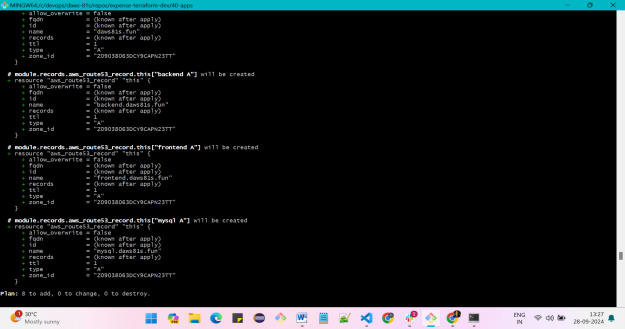 MINGW64:/c/devops/daws-81s/repos/expense-terraform-dev/40-apps
+ allow_overwrite = false
+ fqdn = (known after apply)
+ id = (known after apply)
+ name = "daws81s.fun"
+ records = (known after apply)
+ ttl = 1
+ type = "A"
+ zone_id = "Z09038063DCY9CAPN23TT"
}
# module.records.aws_route53_record.this["backend A"] will be created
+ resource "aws_route53_record" "this" {
+ allow_overwrite = false
+ fqdn = (known after apply)
+ id = (known after apply)
+ name = "backend.daws81s.fun"
+ records = (known after apply)
+ ttl = 1
+ type = "A"
+ zone_id = "Z09038063DCY9CAPN23TT"
}
# module.records.aws_route53_record.this["frontend A"] will be created
+ resource "aws_route53_record" "this" {
+ allow_overwrite = false
+ fqdn = (known after apply)
+ id = (known after apply)
+ name = "frontend.daws81s.fun"
+ records = (known after apply)
+ ttl = 1
+ type = "A"
+ zone_id = "Z09038063DCY9CAPN23TT"
}
# module.records.aws_route53_record.this["mysql A"] will be created
+ resource "aws_route53_record" "this" {
+ allow_overwrite = false
+ fqdn = (known after apply)
+ id = (known after apply)
+ name = "mysql.daws81s.fun"
+ records = (known after apply)
+ ttl = 1
+ type = "A"
+ zone_id = "Z09038063DCY9CAPN23TT"
}
Plan: 8 to add, 0 to change, 0 to destroy.
30°C
Mostly sunny
ENG
IN
13:27
28-09-2024